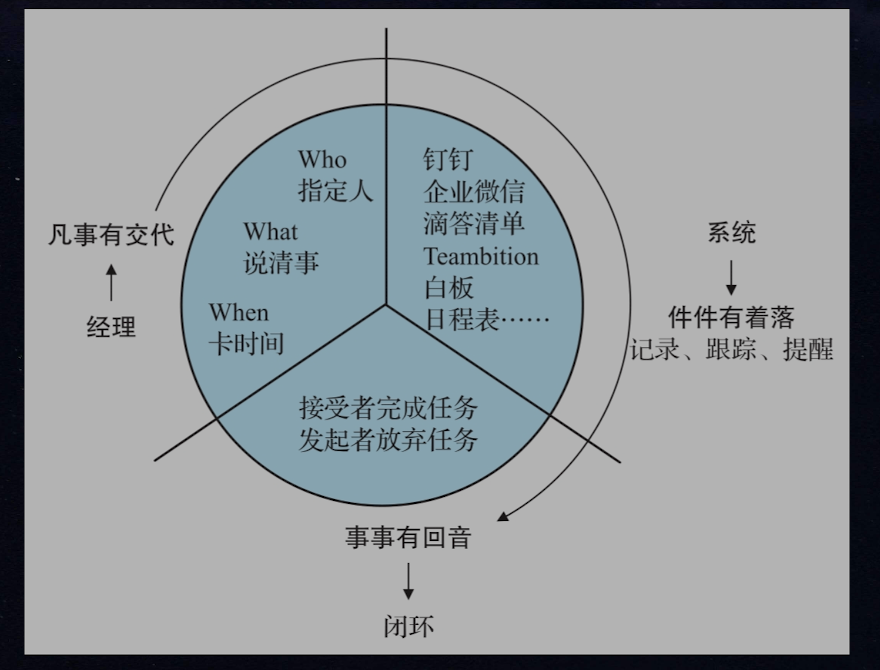 Who
指定人
What
说清事
When
卡时间
钉钉
企业微信
滴答清单
Teambition
白板
日程表……
接受者完成任务
发起者放弃任务
凡事有交代
经理
系统
件件有着落
记录、跟踪、提醒
事事有回音
闭环